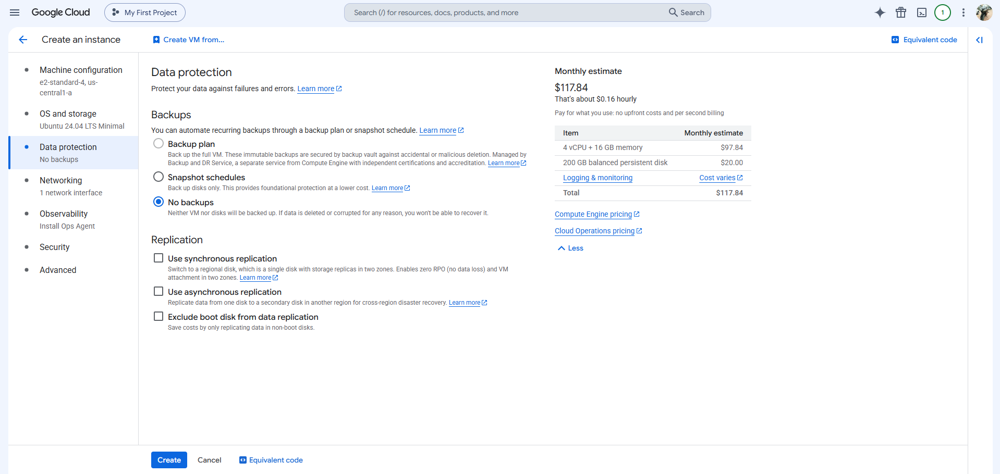 Google Cloud
My First Project
Search (/) for resources, docs, products, and more
Search
1
Create an instance
Create VM from...
Equivalent code
Machine configuration
e2-standard-4, us-
central1-a
OS and storage
Ubuntu 24.04 LTS Minimal
Data protection
No backups
Networking
1 network interface
Observability
Install Ops Agent
Security
Advanced
Data protection
Protect your data against failures and errors. Learn more
Backups
You can automate recurring backups through a backup plan or snapshot schedule. Learn more
Backup plan
Back up the full VM. These immutable backups are secured by backup vault against accidental or malicious deletion. Managed by
Backup and DR Service, a separate service from Compute Engine with independent certifications and accreditation. Learn more
Snapshot schedules
Back up disks only. This provides foundational protection at a lower cost. Learn more
No backups
Neither VM nor disks will be backed up. If data is deleted or corrupted for any reason, you won't be able to recover it.
Replication
Use synchronous replication
Switch to a regional disk, which is a single disk with storage replicas in two zones. Enables zero RPO (no data loss) and VM
attachment in two zones. Learn more
Use asynchronous replication
Replicate data from one disk to a secondary disk in another region for cross-region disaster recovery. Learn more
Exclude boot disk from data replication
Save costs by only replicating data in non-boot disks.
Monthly estimate
$117.84
That's about $0.16 hourly
Pay for what you use: no upfront costs and per second billing
Item Monthly estimate
4 vCPU + 16 GB memory $97.84
200 GB balanced persistent disk $20.00
Logging & monitoring Cost varies
Total $117.84
Compute Engine pricing
Cloud Operations pricing
Less
Create
Cancel
Equivalent code